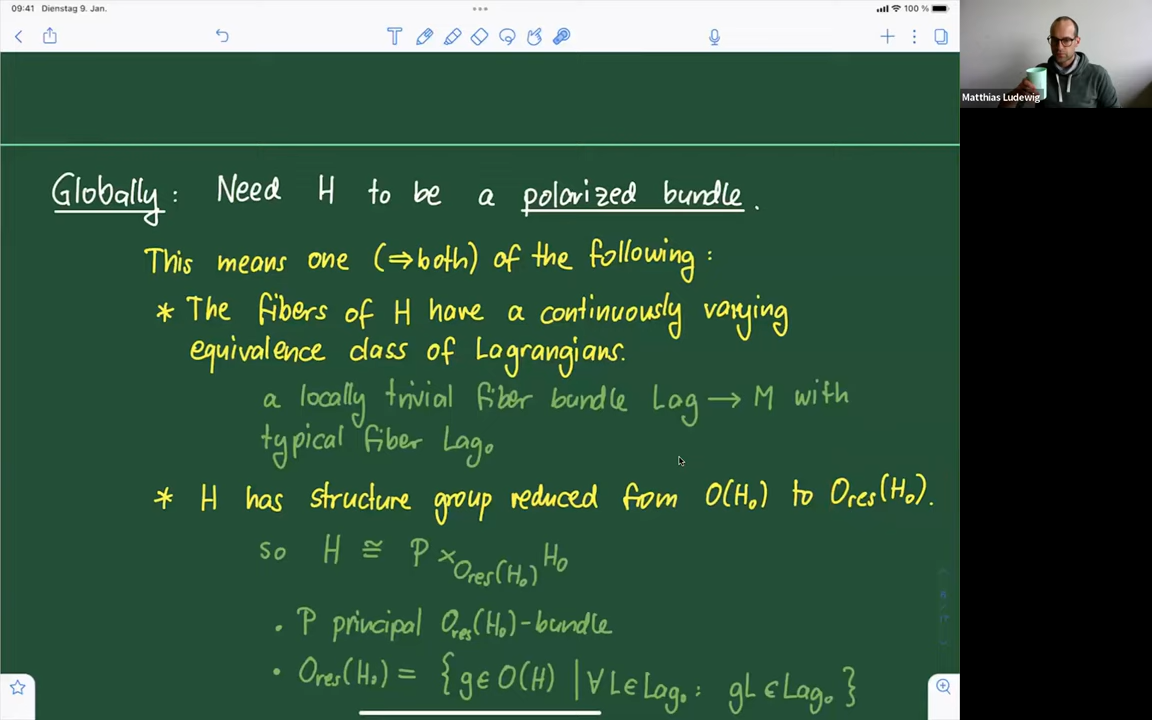 09:41 Dienstag 9. Jan.
100 %
Matthias Ludewig
Globally: Need H to be a polarized bundle.
This means one (⇒both) of the following:
* The fibers of H have a continuously varying
equivalence class of Lagrangians.
a locally trivial fiber bundle Lag → M with
typical fiber Lag₀
* H has structure group reduced from O(H₀) to O_res(H₀).
so H ≅ P ×_{O_res(H₀)} H₀
• P principal O_res(H₀)-bundle
• O_res(H₀) = {g ∈ O(H) | ∀ L ∈ Lag₀ : gL ∈ Lag₀}